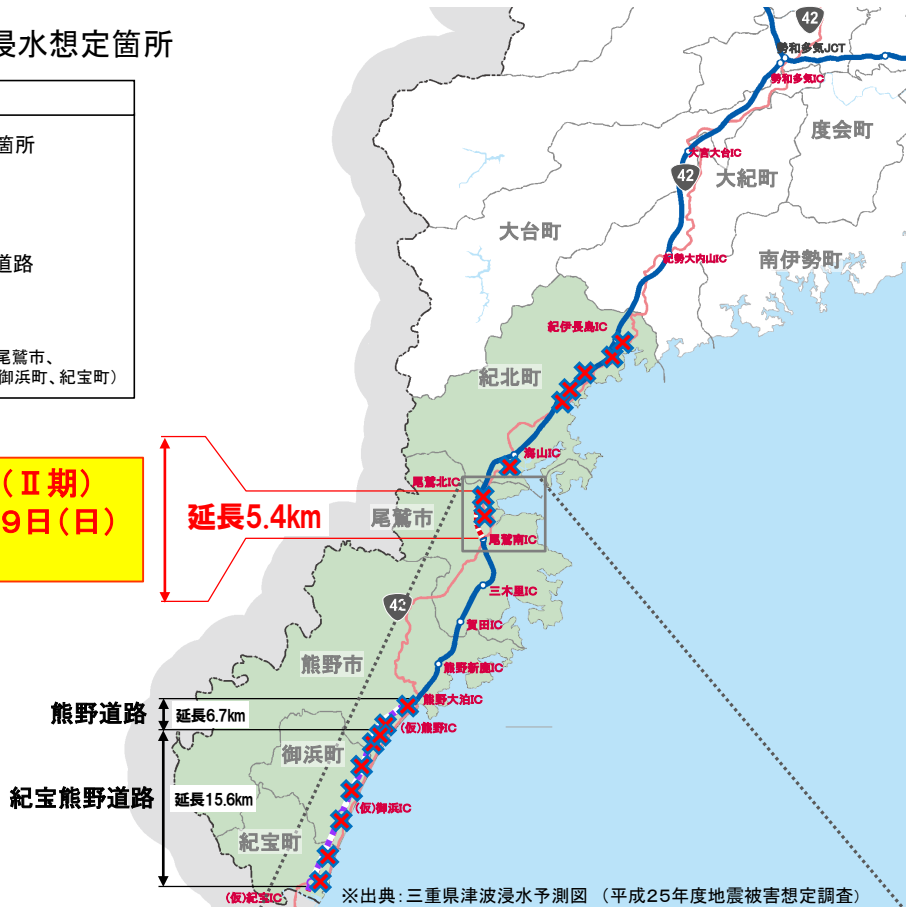 浸水想定箇所
箇所
道路
尾鷲市、
御浜町、紀宝町）
（Ⅱ期）
9日（日）
延長5.4km
42
勢和多気JCT
勢和多気IC
度会町
大宮大台IC
42
大紀町
大台町
紀勢大内山IC
南伊勢町
紀伊長島IC
紀北町
海山IC
尾鷲北IC
尾鷲市
尾鷲南IC
三木里IC
42
賀田IC
熊野市
熊野新鹿IC
熊野大泊IC
熊野道路
延長6.7km
(仮)熊野IC
御浜町
紀宝熊野道路
延長15.6km
(仮)御浜IC
紀宝町
(仮)紀宝IC
※出典：三重県津波浸水予測図 （平成25年度地震被害想定調査）